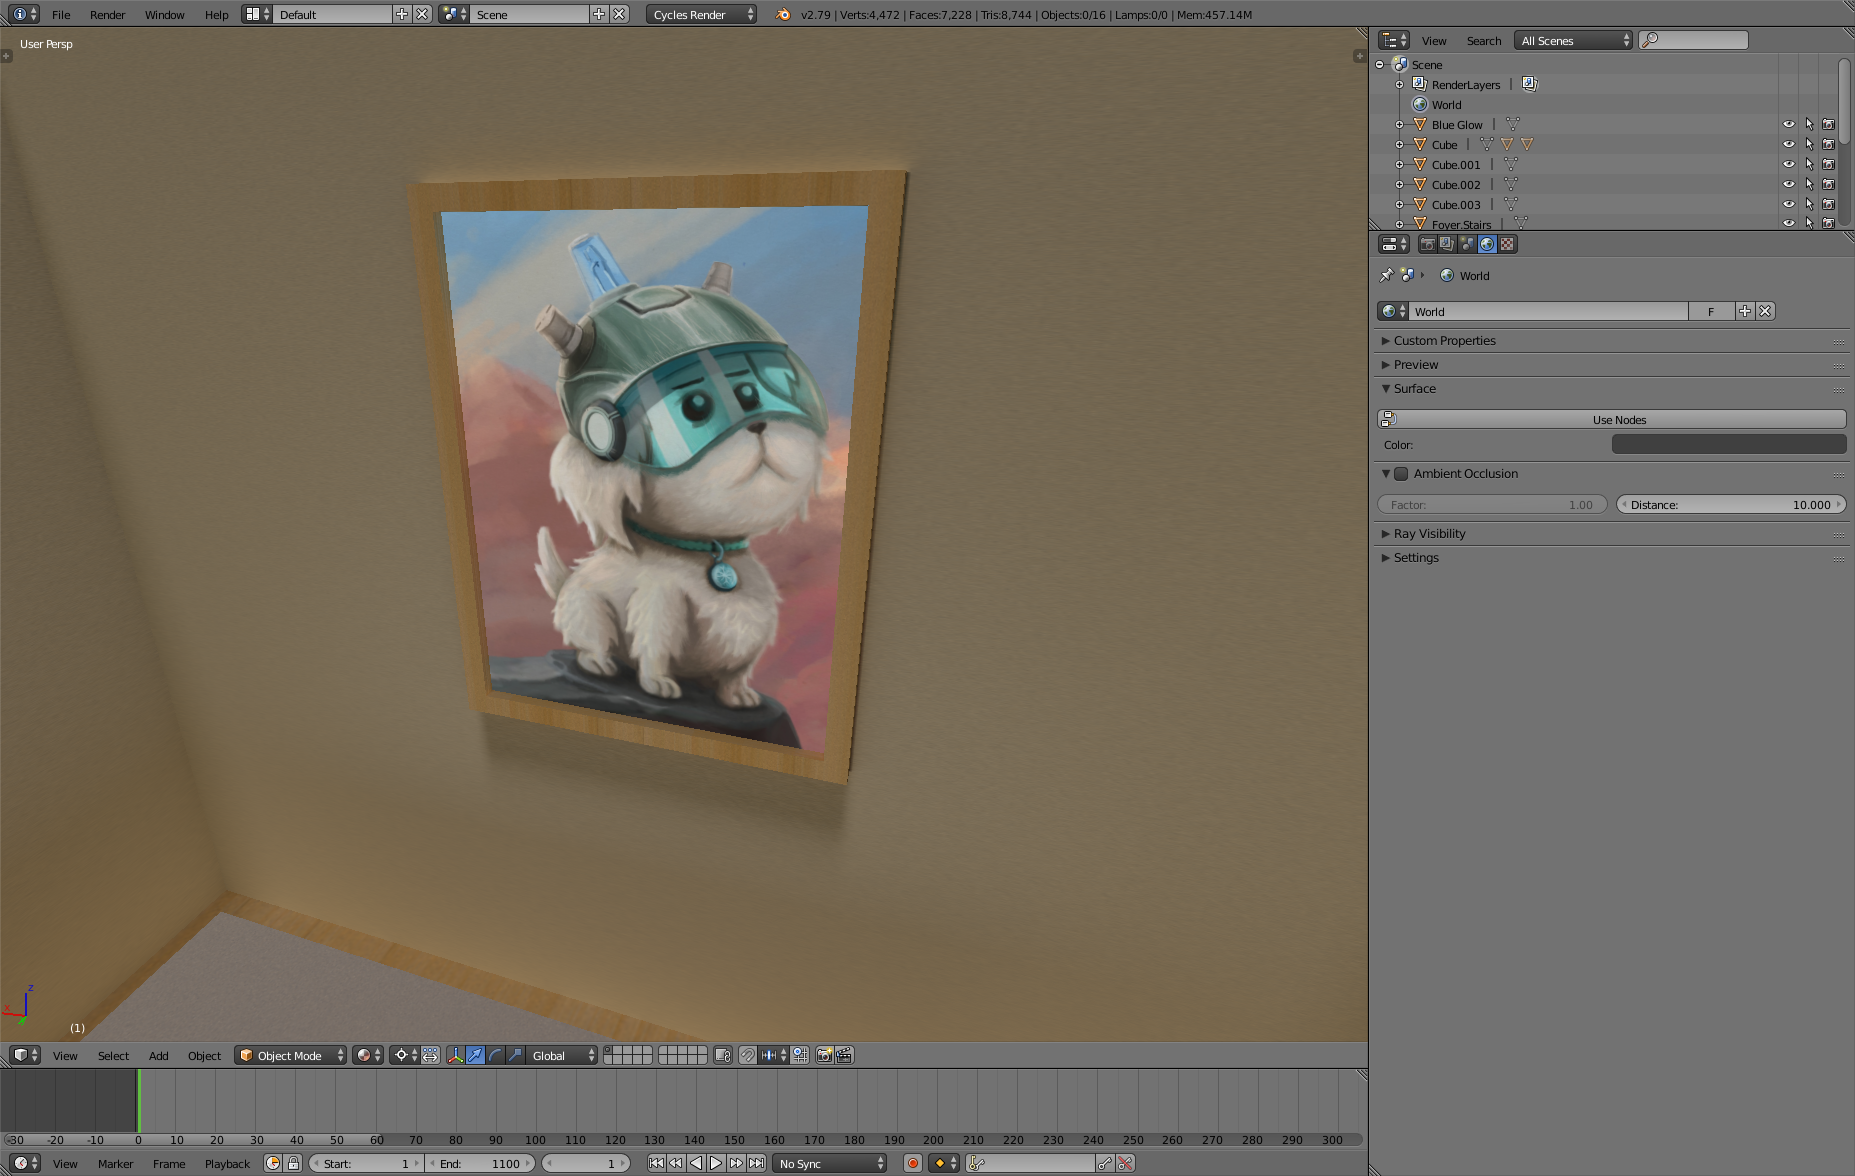 File Render Window Help Default Scene Cycles Render v2.79 | Verts:4,472 | Faces:7,228 | Tris:8,744 | Objects:0/16 | Lamps:0/0 | Mem:457.14M
User Persp
View Search All Scenes
Scene
RenderLayers
World
Blue Glow
Cube
Cube.001
Cube.002
Cube.003
Foyer.Stairs
World
World F
Custom Properties
Preview
Surface
Use Nodes
Color:
Ambient Occlusion
Factor: 1.00 Distance: 10.000
Ray Visibility
Settings
z
x
(1)
View Select Add Object Object Mode Global
-30 -20 -10 0 10 20 30 40 50 60 70 80 90 100 110 120 130 140 150 160 170 180 190 200 210 220 230 240 250 260 270 280 290 300
View Marker Frame Playback Start: 1 End: 1100 1 No Sync